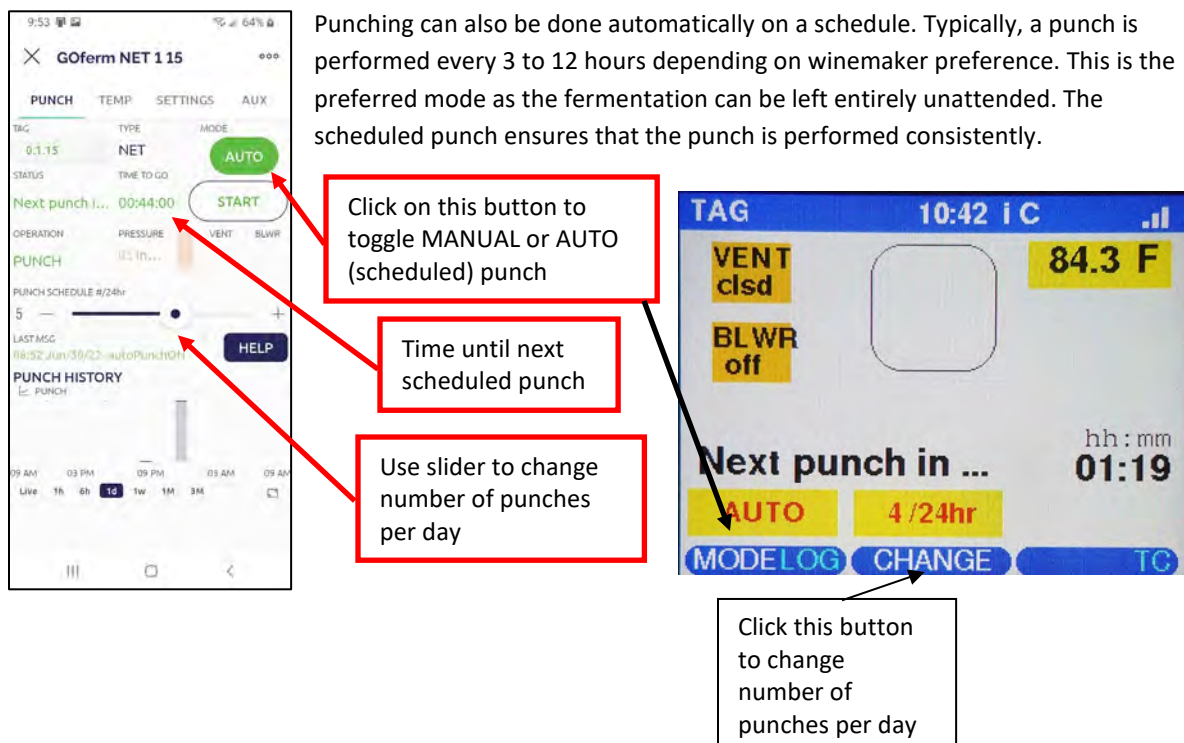 Punching can also be done automatically on a schedule. Typically, a punch is
performed every 3 to 12 hours depending on winemaker preference. This is the
preferred mode as the fermentation can be left entirely unattended. The
scheduled punch ensures that the punch is performed consistently.
9:53 64%
GOferm NET 1 15
PUNCH TEMP SETTINGS AUX
TAG TYPE MODE
0.1.15 NET AUTO
STATUS TIME TO GO
Next punch i... 00:44:00 START
OPERATION PRESSURE VENT BLWR
PUNCH in...
PUNCH SCHEDULE #/24hr
5 — +
LAST MSG
08:52 Jun/30/22 autoPunchOff HELP
PUNCH HISTORY
PUNCH
09 AM 03 PM 09 PM 03 AM 09 AM
Live 1h 6h 1d 1w 1M 3M
Click on this button to
toggle MANUAL or AUTO
(scheduled) punch
Time until next
scheduled punch
Use slider to change
number of punches
per day
TAG 10:42 i C
VENT 84.3 F
clsd
BLWR
off
hh:mm
Next punch in ... 01:19
AUTO 4 /24hr
MODE LOG CHANGE TC
Click this button
to change
number of
punches per day